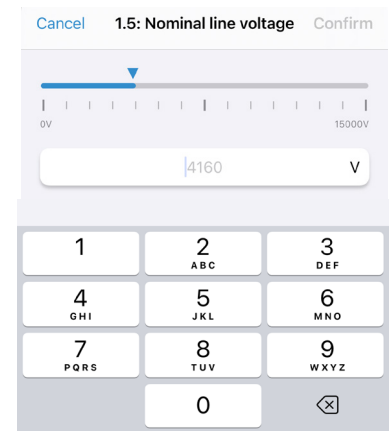 Cancel 1.5: Nominal line voltage Confirm
0V 15000V
4160 V
1 2 3
ABC DEF
4 5 6
GHI JKL MNO
7 8 9
PQRS TUV WXYZ
0